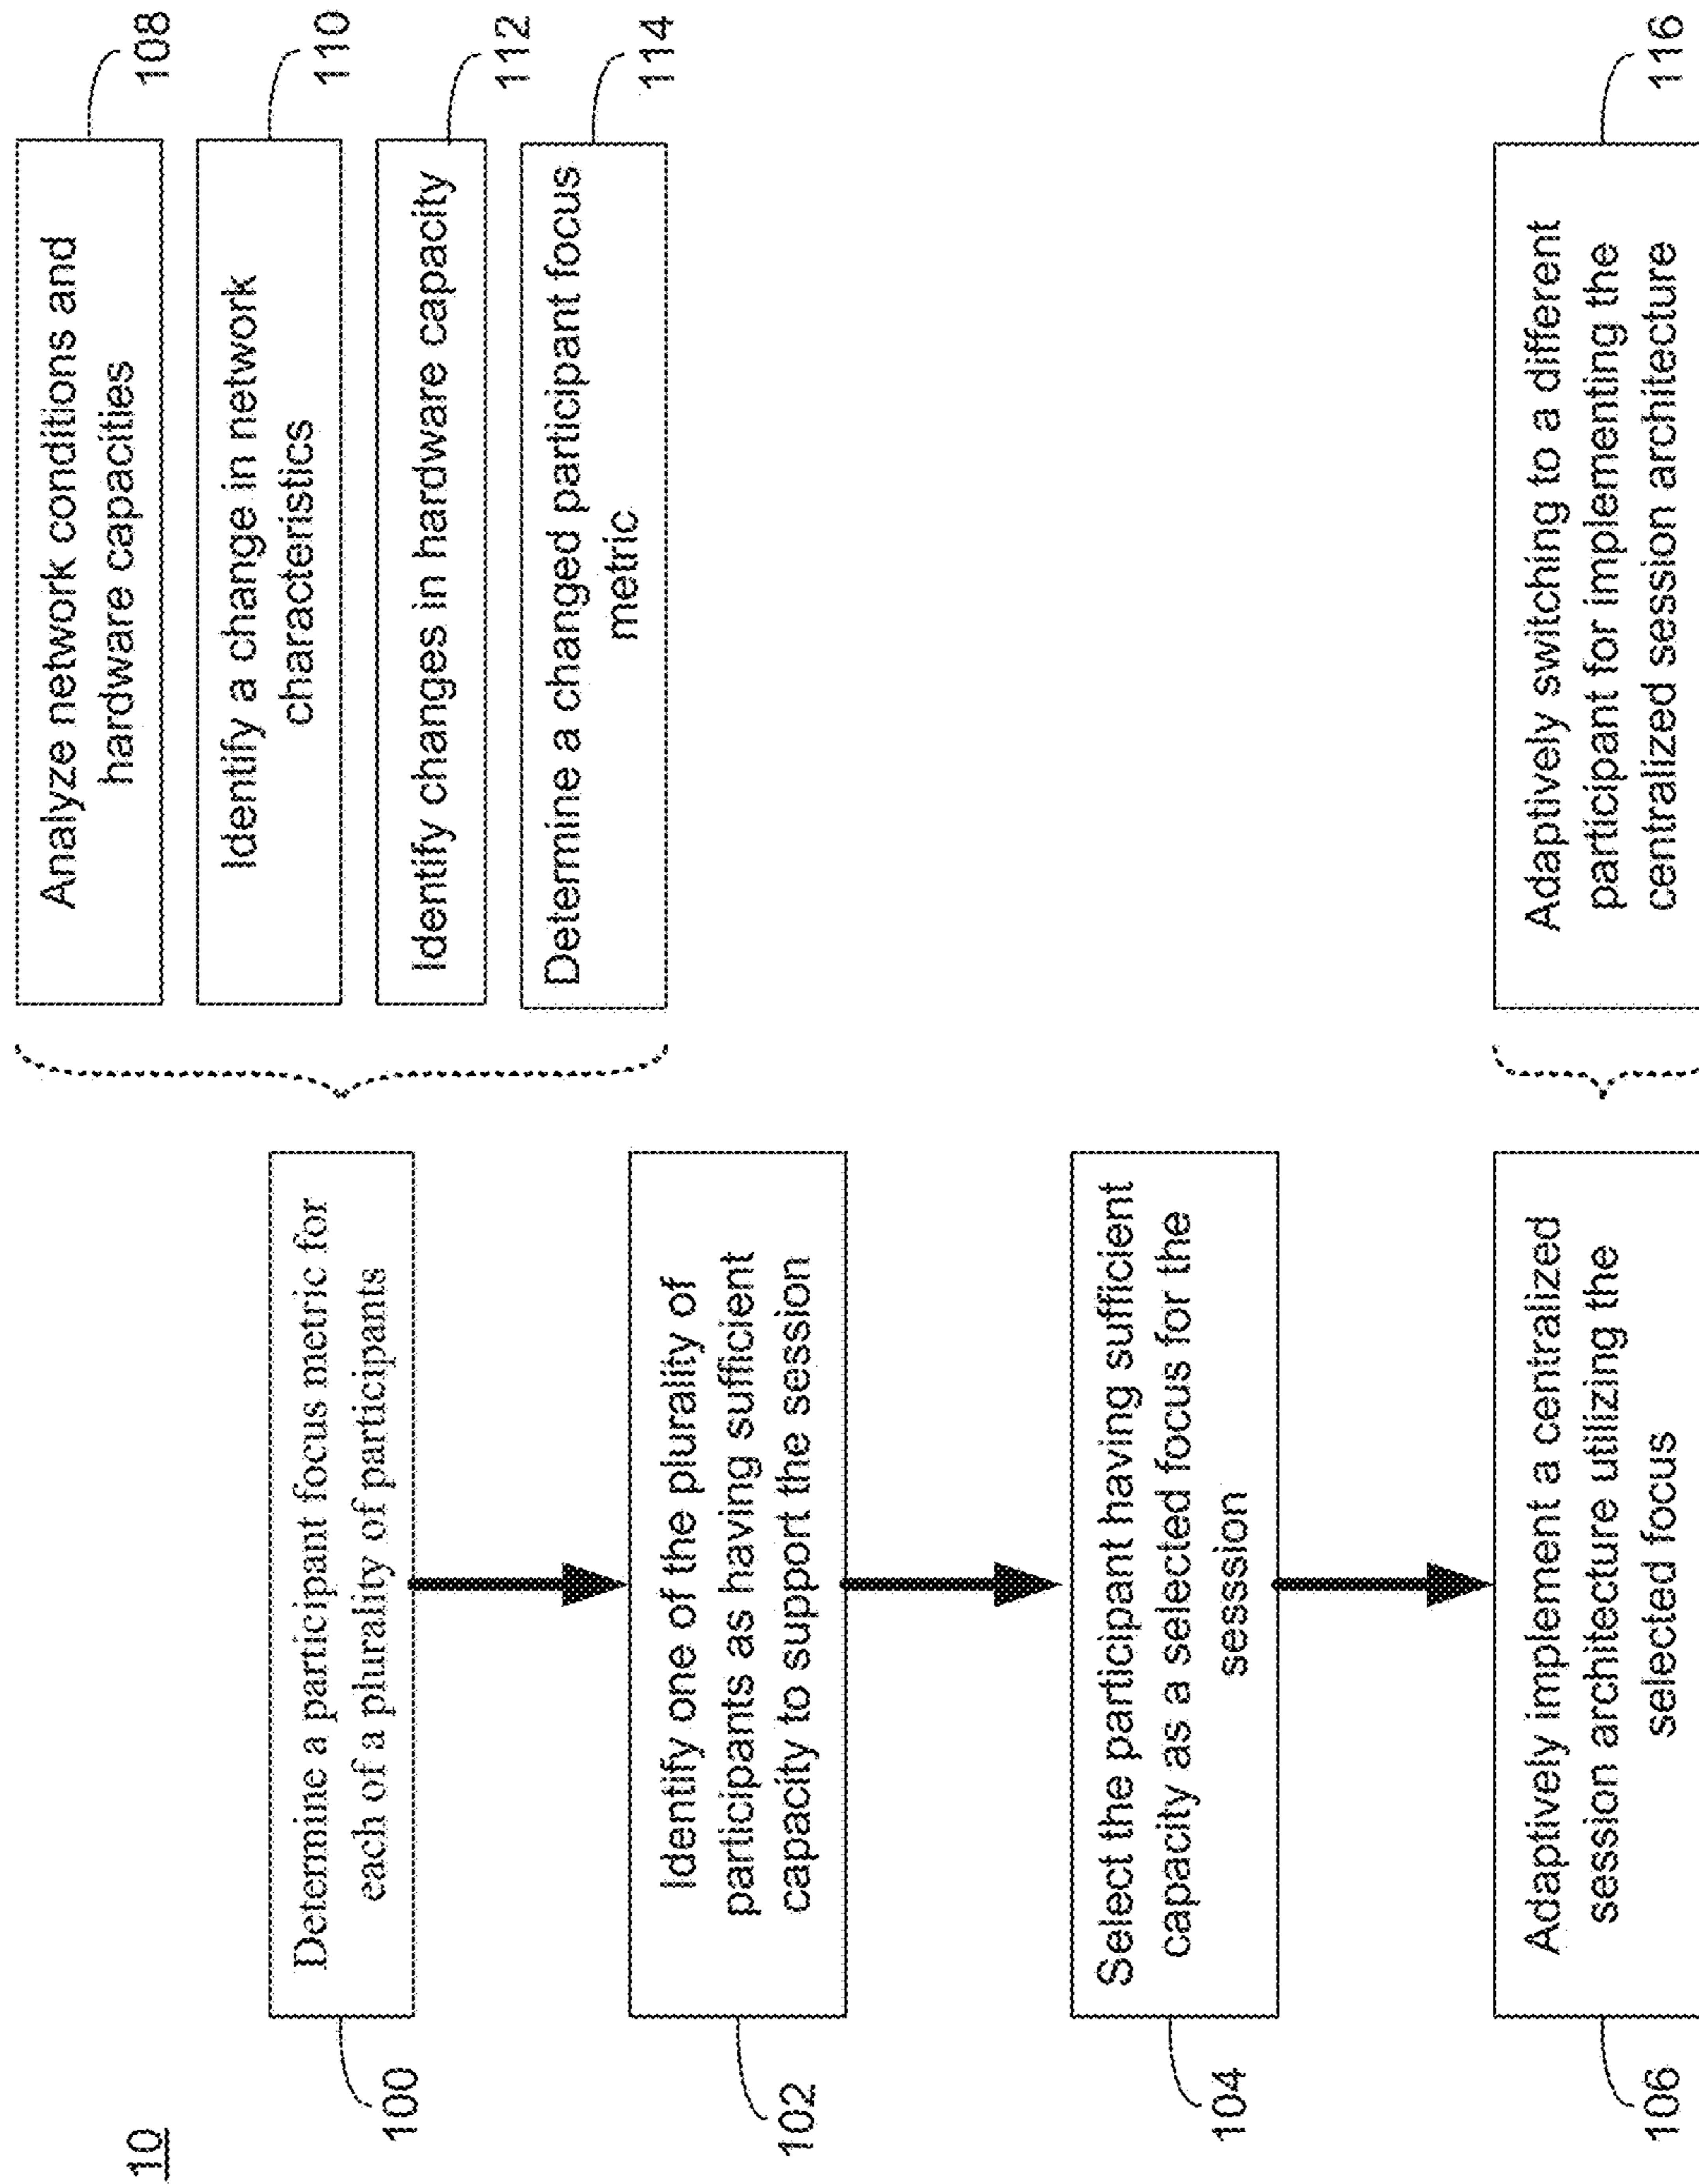 10
Determine a participant focus metric for
each of a plurality of participants
100
Identify one of the plurality of
participants as having sufficient
capacity to support the session
102
Select the participant having sufficient
capacity as a selected focus for the
sesssion
104
Adaptively implement a centralized
session architecture utilizing the
selected focus
106
Analyze network conditions and
hardware capacities
108
Identify a change in network
characteristics
110
Identify changes in hardware capacity
112
Determine a changed participant focus
metric
114
Adaptively switching to a different
participant for implementing the
centralized session architecture
116